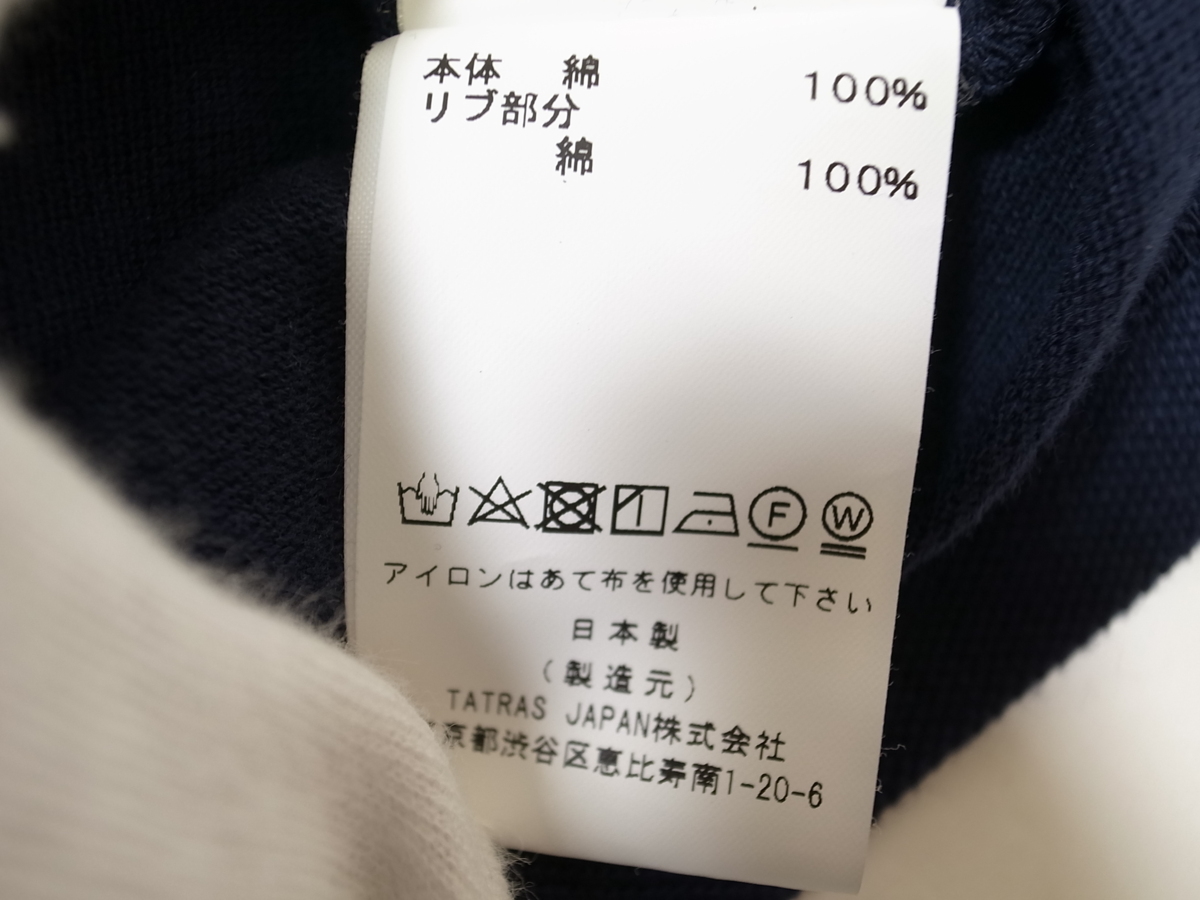 本体 綿 100%
リブ部分
綿 100%
F W
アイロンはあて布を使用して下さい
日本製
(製造元)
TATRAS JAPAN株式会社
京都渋谷区恵比寿南1-20-6